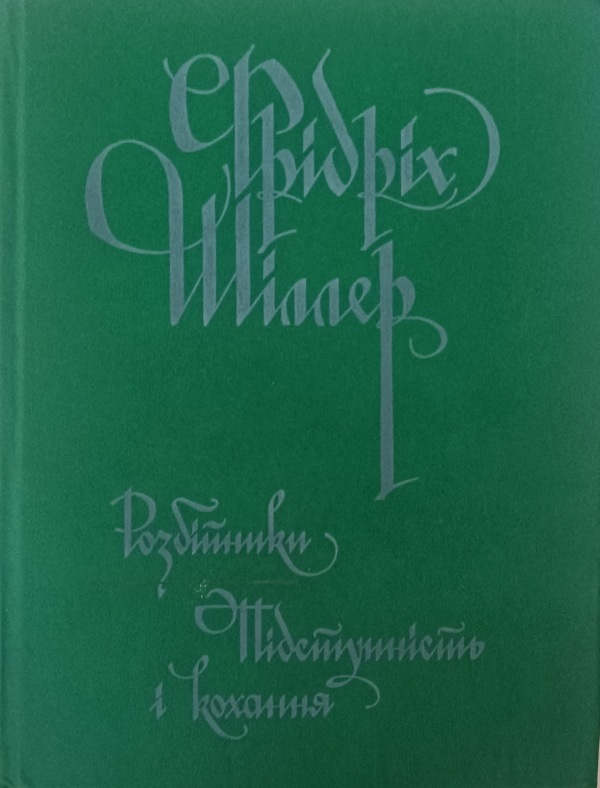 Фрідріх
Шіллер
Розбійники
Підступність
і кохання